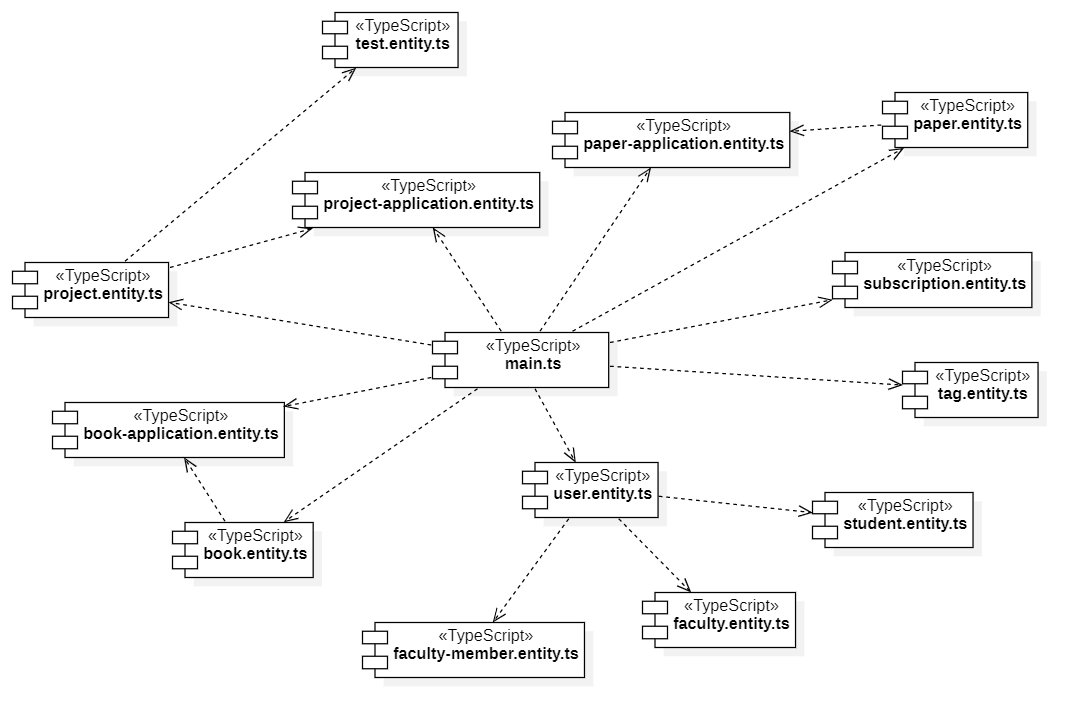 «TypeScript»
test.entity.ts
«TypeScript»
paper.entity.ts
«TypeScript»
paper-application.entity.ts
«TypeScript»
project-application.entity.ts
«TypeScript»
subscription.entity.ts
«TypeScript»
project.entity.ts
«TypeScript»
main.ts
«TypeScript»
tag.entity.ts
«TypeScript»
book-application.entity.ts
«TypeScript»
user.entity.ts
«TypeScript»
student.entity.ts
«TypeScript»
book.entity.ts
«TypeScript»
faculty.entity.ts
«TypeScript»
faculty-member.entity.ts